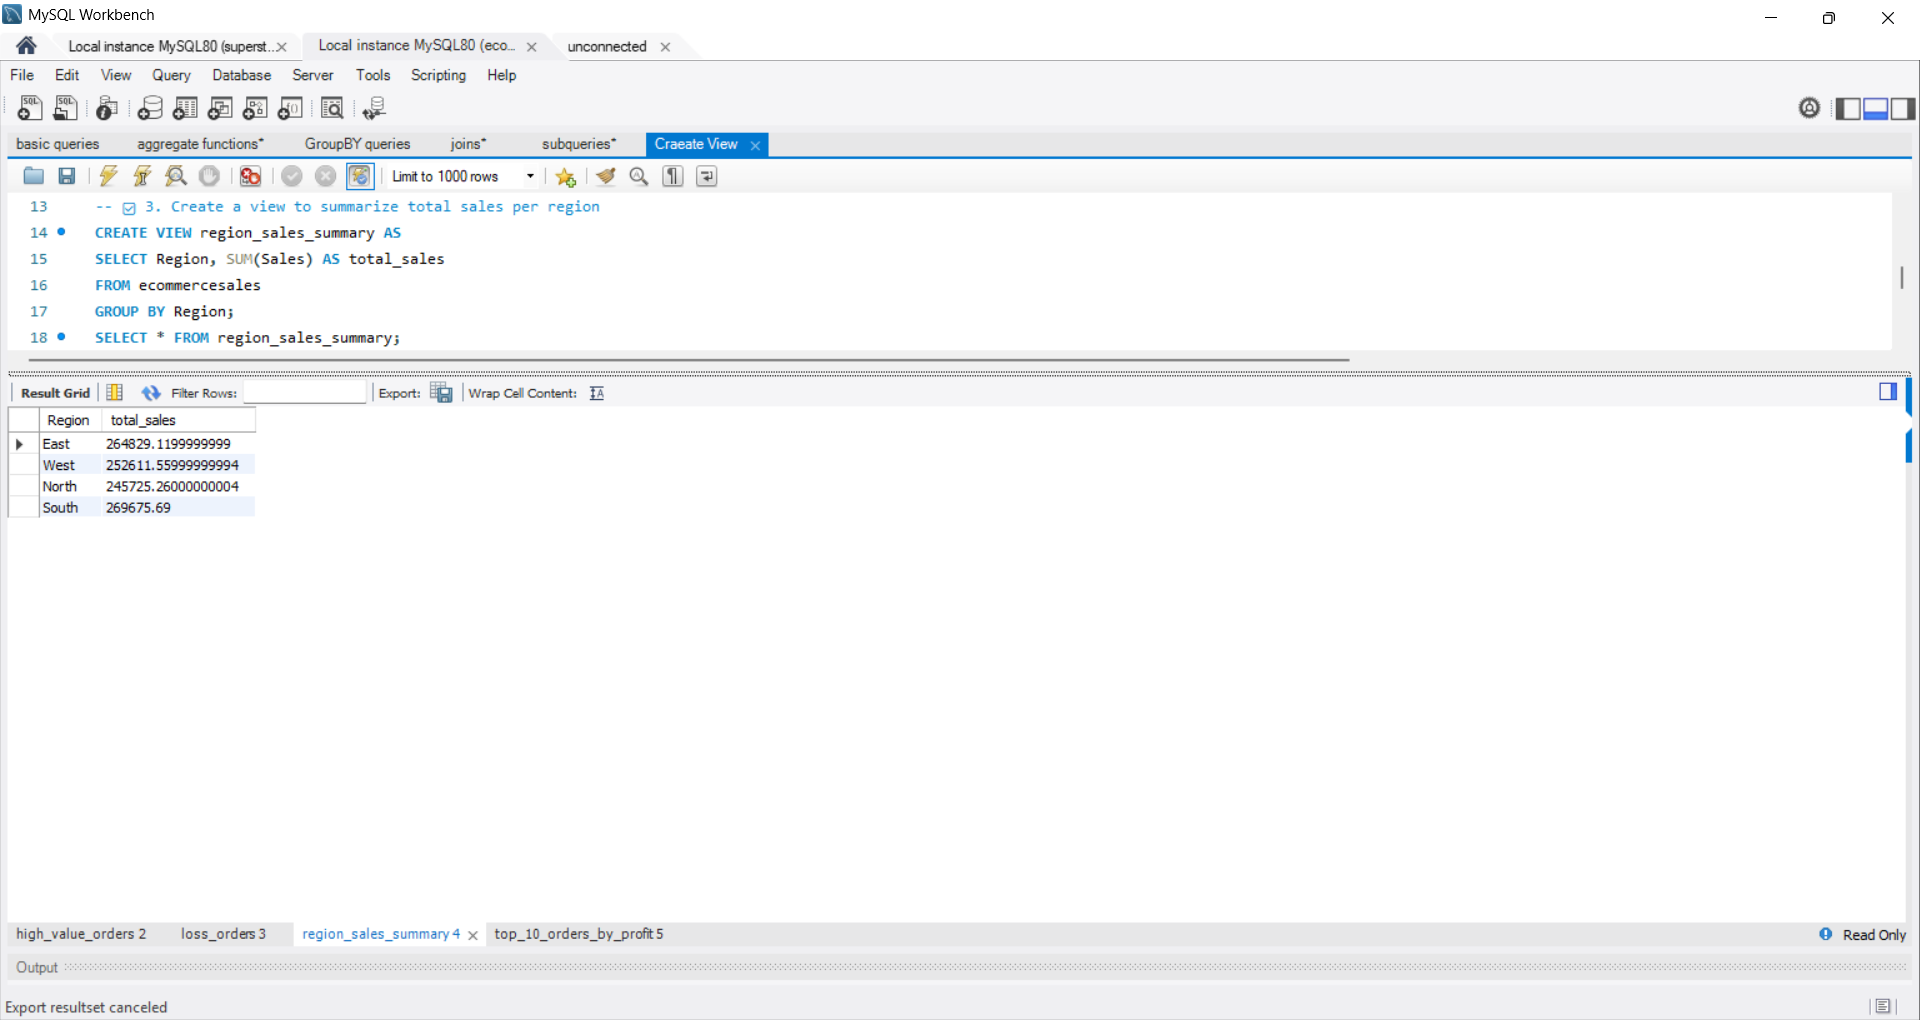 MySQL Workbench
Local instance MySQL80 (superst... Local instance MySQL80 (eco... unconnected
File Edit View Query Database Server Tools Scripting Help
basic queries aggregate functions* GroupBY queries joins* subqueries* Craeate View
Limit to 1000 rows
13 -- ☑ 3. Create a view to summarize total sales per region
14 CREATE VIEW region_sales_summary AS
15 SELECT Region, SUM(Sales) AS total_sales
16 FROM ecommercesales
17 GROUP BY Region;
18 SELECT * FROM region_sales_summary;
Result Grid Filter Rows: Export: Wrap Cell Content:
Region total_sales
East 264829.1199999999
West 252611.55999999994
North 245725.26000000004
South 269675.69
high_value_orders 2 loss_orders 3 region_sales_summary 4 top_10_orders_by_profit 5 Read Only
Output
Export resultset canceled